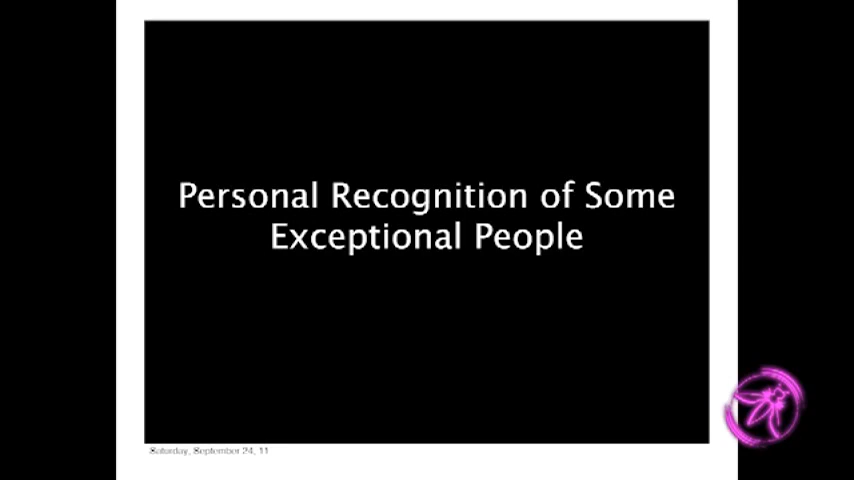 Personal Recognition of Some
Exceptional People
Saturday, September 24, 11